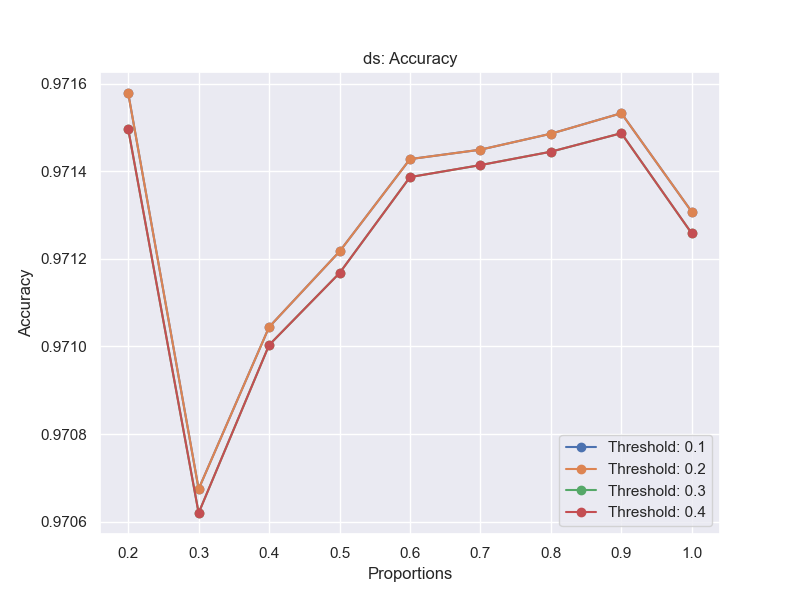 ds: Accuracy
Accuracy
0.9716
0.9714
0.9712
0.9710
0.9708
0.9706
0.2 0.3 0.4 0.5 0.6 0.7 0.8 0.9 1.0
Proportions
Threshold: 0.1
Threshold: 0.2
Threshold: 0.3
Threshold: 0.4